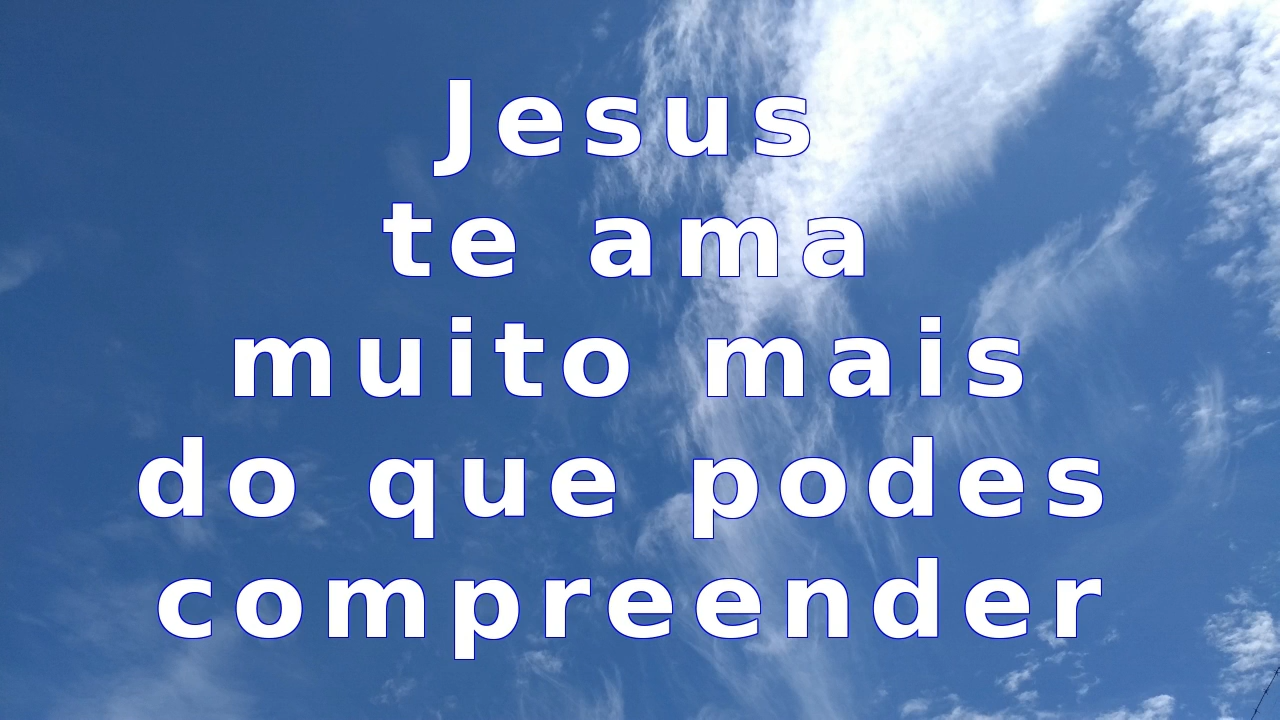 Jesus
te ama
muito mais
do que podes
compreender